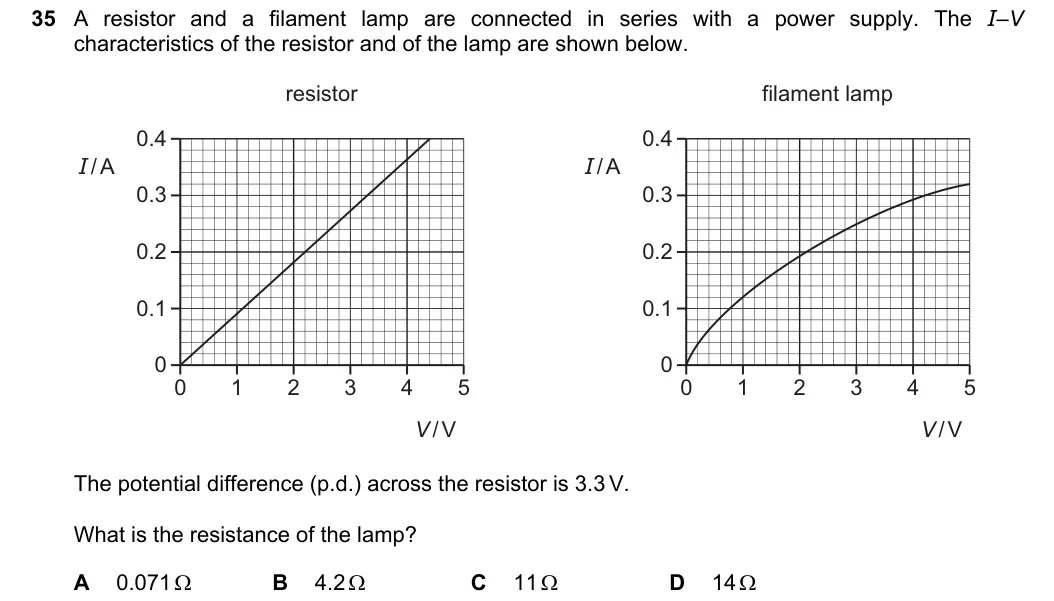 35 A resistor and a filament lamp are connected in series with a power supply. The I–V
characteristics of the resistor and of the lamp are shown below.
resistor
filament lamp
0.4
I/A
0.3
0.2
0.1
0
0 1 2 3 4 5
V/V
0.4
I/A
0.3
0.2
0.1
0
0 1 2 3 4 5
V/V
The potential difference (p.d.) across the resistor is 3.3 V.
What is the resistance of the lamp?
A 0.071 Ω B 4.2 Ω C 11 Ω D 14 Ω